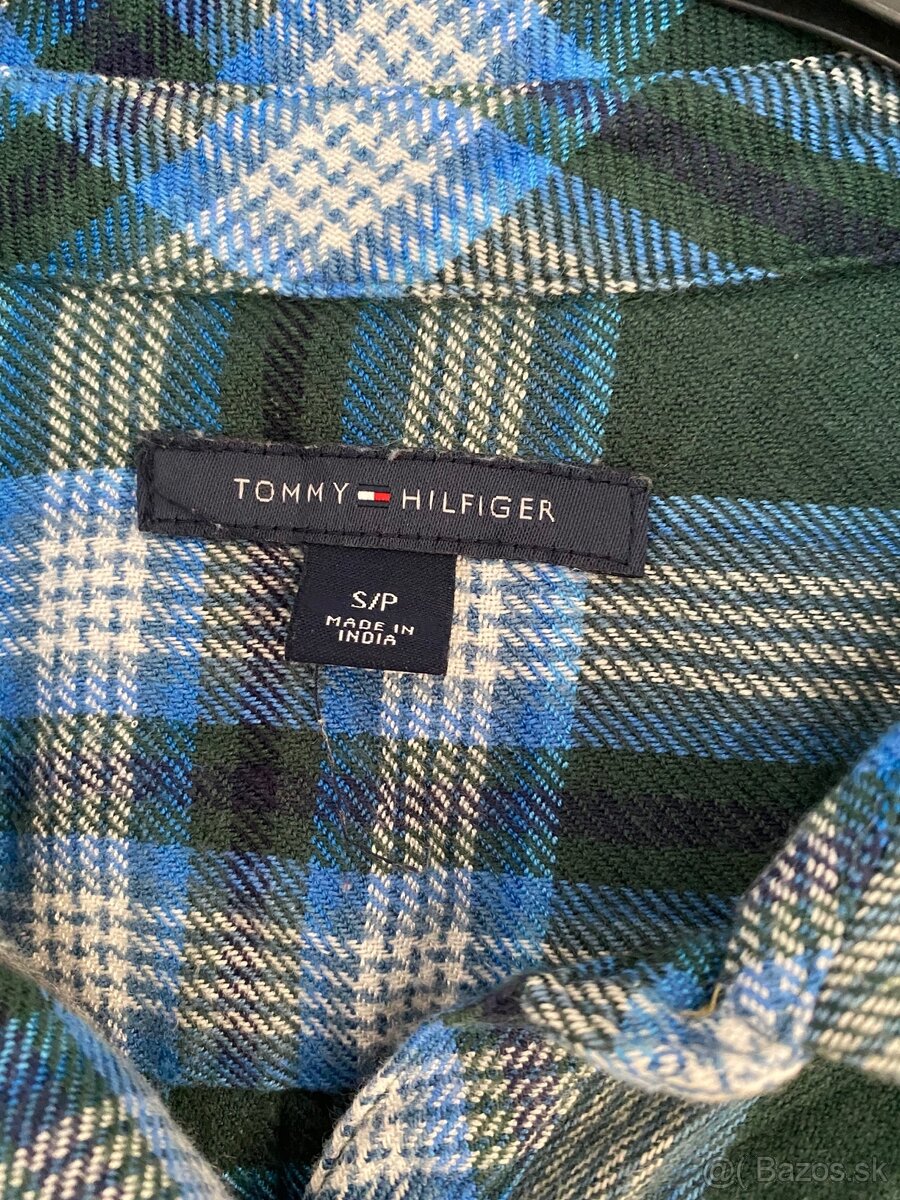 TOMMY HILFIGER
S/P
MADE IN
INDIA
@( Bazos.sk